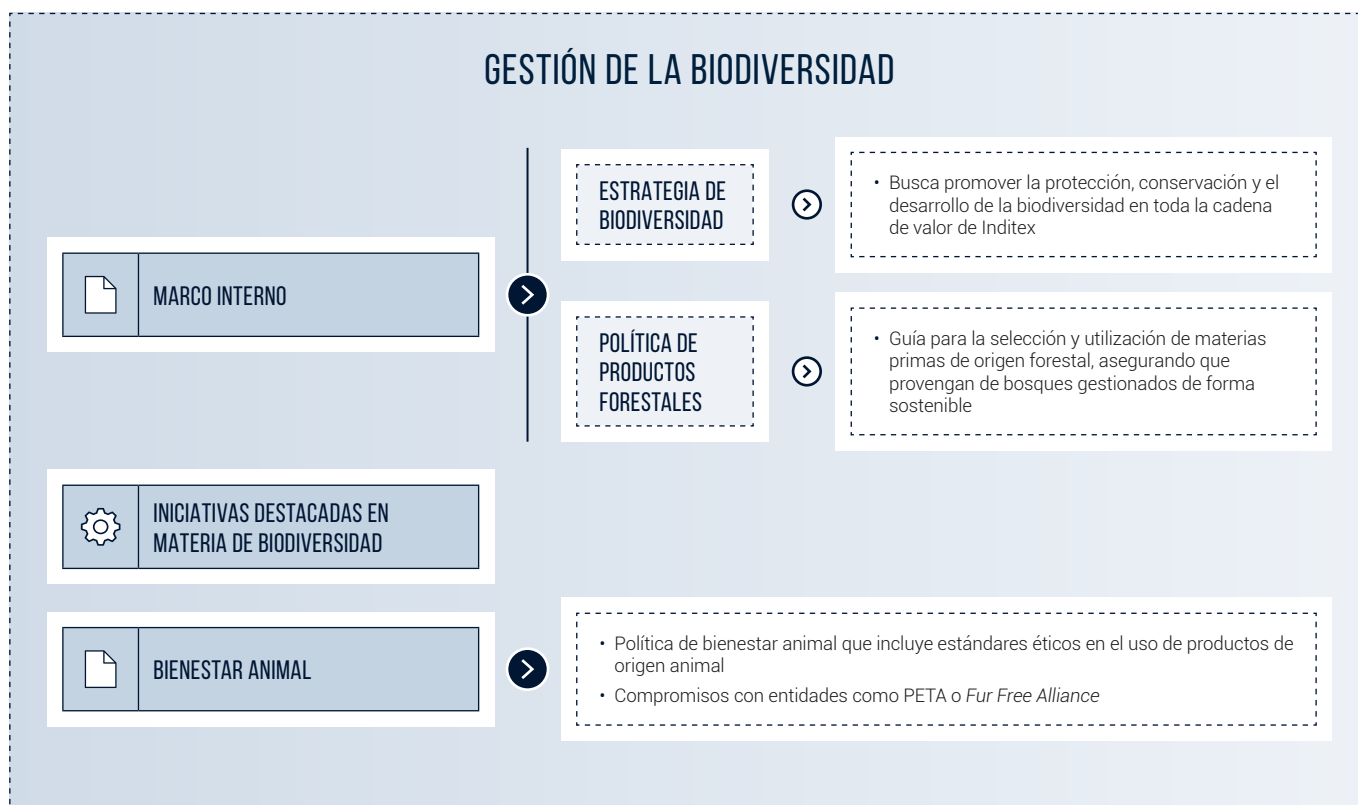 GESTIÓN DE LA BIODIVERSIDAD
MARCO INTERNO
ESTRATEGIA DE
BIODIVERSIDAD
• Busca promover la protección, conservación y el
desarrollo de la biodiversidad en toda la cadena
de valor de Inditex
POLÍTICA DE
PRODUCTOS
FORESTALES
• Guía para la selección y utilización de materias
primas de origen forestal, asegurando que
provengan de bosques gestionados de forma
sostenible
INICIATIVAS DESTACADAS EN
MATERIA DE BIODIVERSIDAD
BIENESTAR ANIMAL
• Política de bienestar animal que incluye estándares éticos en el uso de productos de
origen animal
• Compromisos con entidades como PETA o Fur Free Alliance